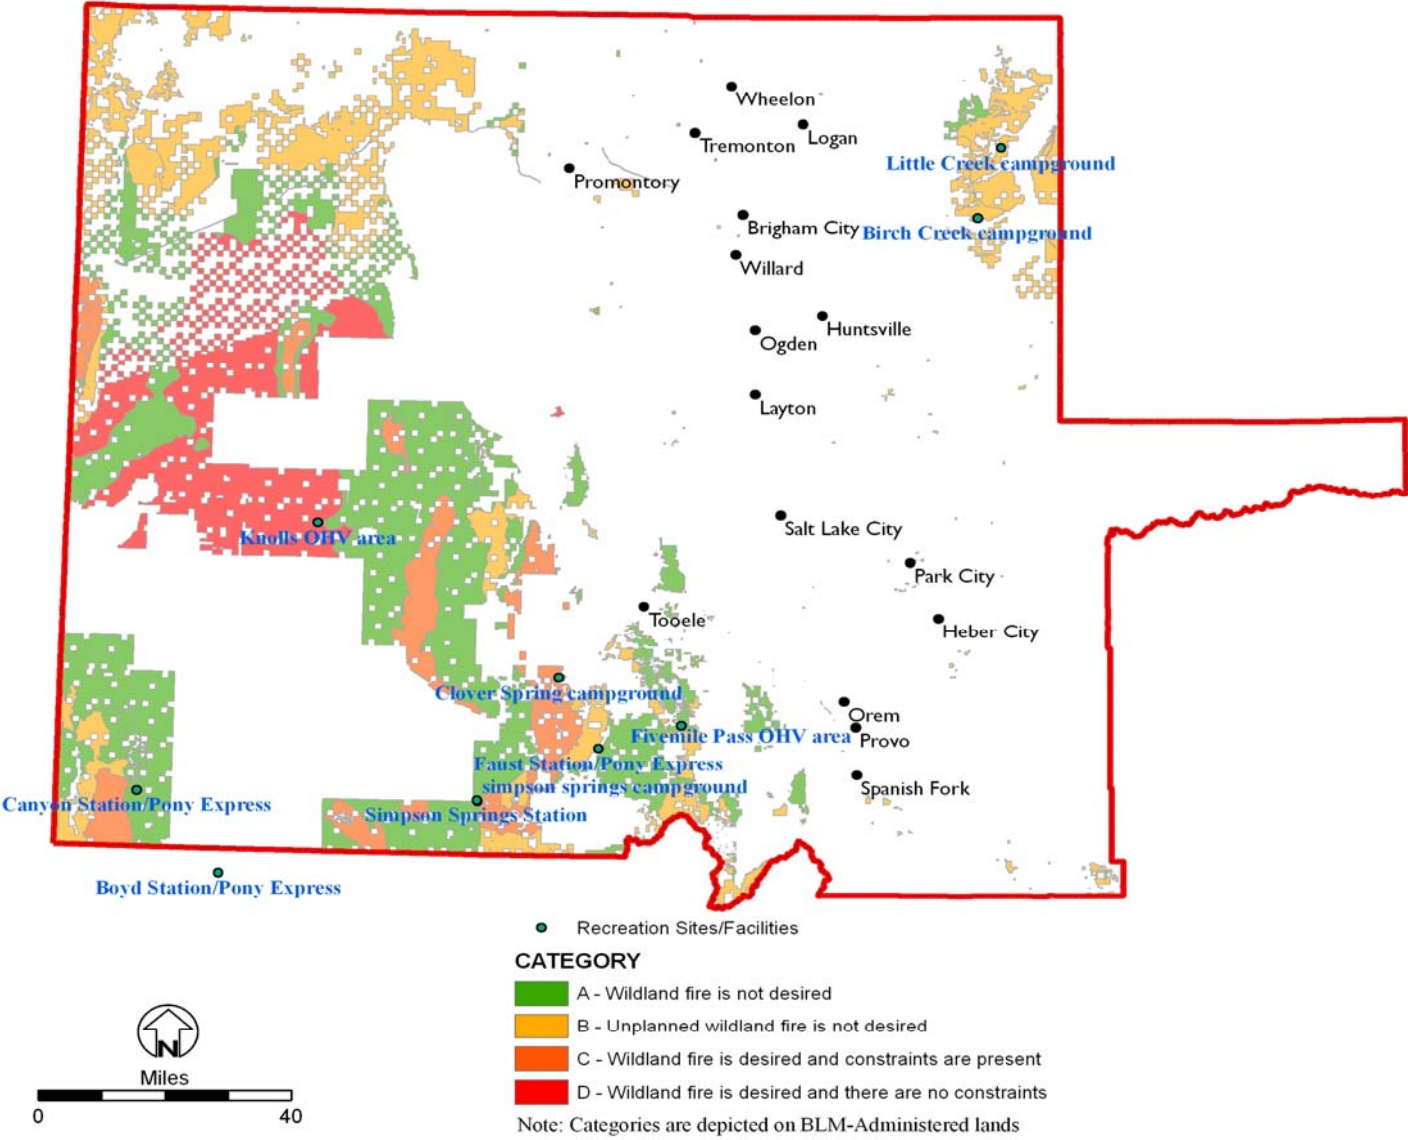 Wheelon
Logan
Tremonton
Little Creek campground
Promontory
Brigham City
Birch Creek campground
Willard
Huntsville
Ogden
Layton
Salt Lake City
Knolls OHV area
Park City
Tooele
Heber City
Clover Spring campground
Orem
Fivemile Pass OHV area
Provo
Faust Station/Pony Express
simpson springs campground
Spanish Fork
Canyon Station/Pony Express
Simpson Springs Station
Boyd Station/Pony Express
Recreation Sites/Facilities
CATEGORY
A - Wildland fire is not desired
B - Unplanned wildland fire is not desired
C - Wildland fire is desired and constraints are present
D - Wildland fire is desired and there are no constraints
Note: Categories are depicted on BLM-Administered lands
N
Miles
0 40